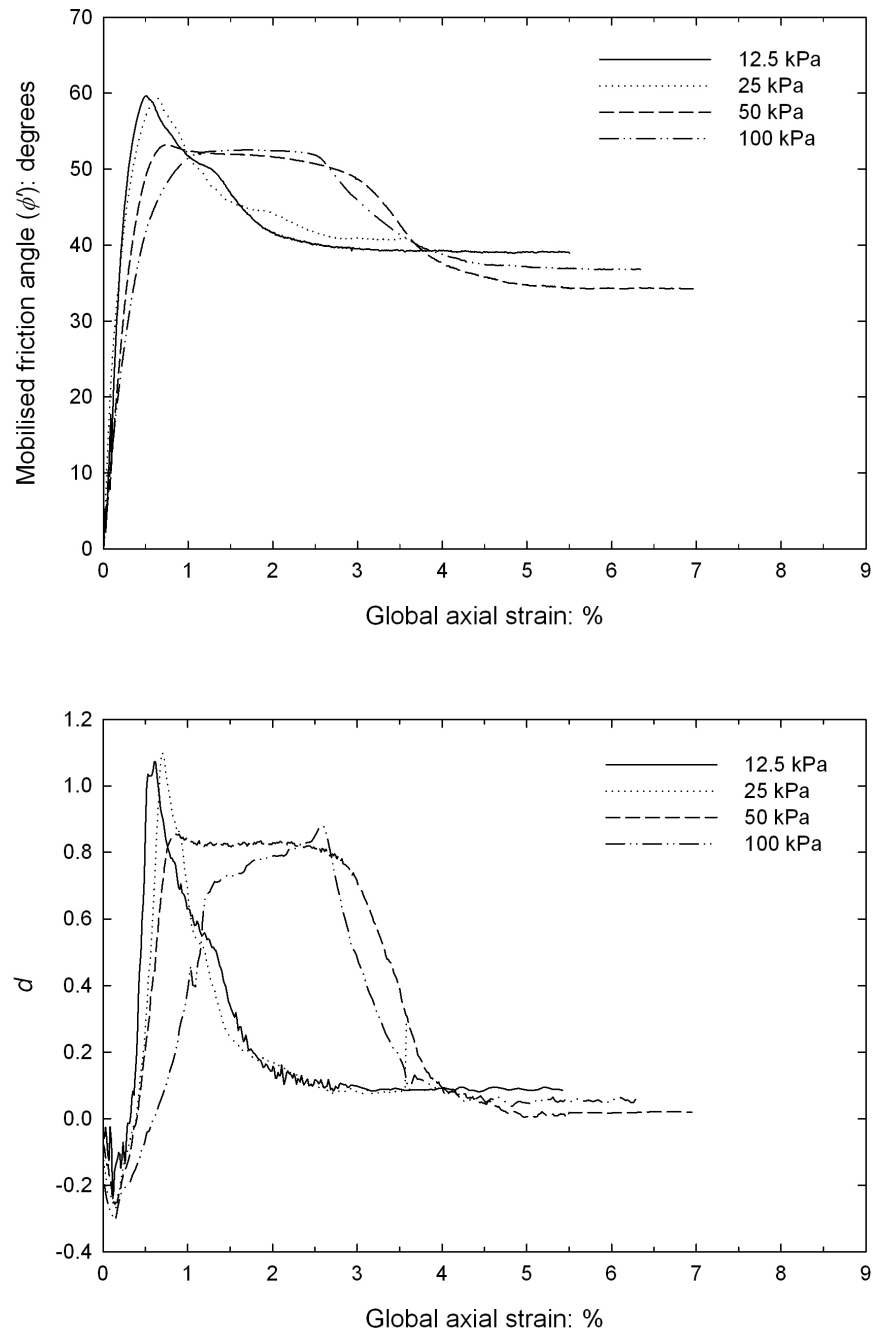 70
60
50
40
30
20
10
0
Mobilised friction angle (ϕ'): degrees
12.5 kPa
25 kPa
50 kPa
100 kPa
0 1 2 3 4 5 6 7 8 9
Global axial strain: %
1.2
1.0
0.8
0.6
0.4
0.2
0.0
-0.2
-0.4
d
12.5 kPa
25 kPa
50 kPa
100 kPa
0 1 2 3 4 5 6 7 8 9
Global axial strain: %